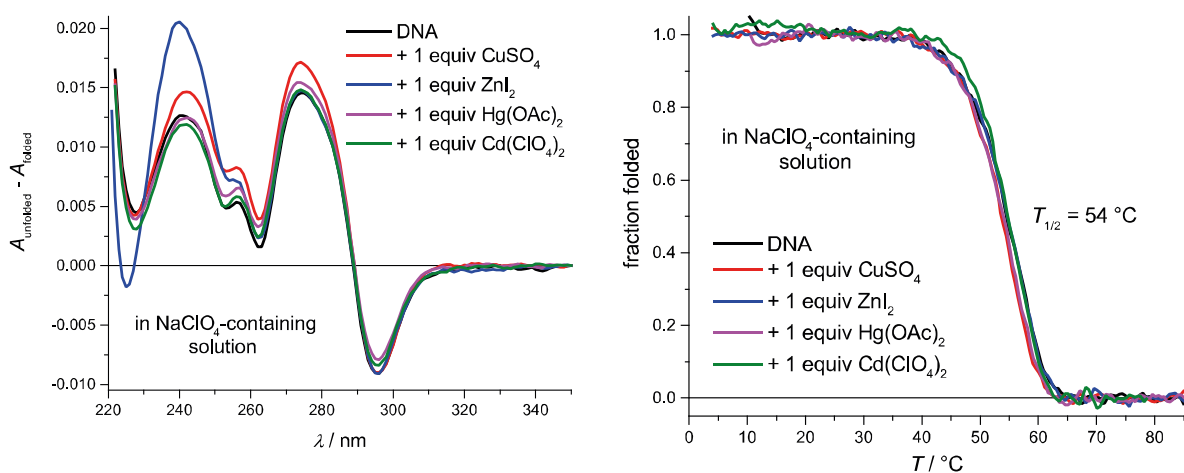 0.020
0.015
0.010
0.005
0.000
-0.005
-0.010
A_unfolded - A_folded
DNA
+ 1 equiv CuSO₄
+ 1 equiv ZnI₂
+ 1 equiv Hg(OAc)₂
+ 1 equiv Cd(ClO₄)₂
in NaClO₄-containing
solution
220 240 260 280 300 320 340
λ / nm
1.0
0.8
0.6
0.4
0.2
0.0
fraction folded
in NaClO₄-containing
solution
T₁/₂ = 54 °C
DNA
+ 1 equiv CuSO₄
+ 1 equiv ZnI₂
+ 1 equiv Hg(OAc)₂
+ 1 equiv Cd(ClO₄)₂
0 10 20 30 40 50 60 70 80
T / °C